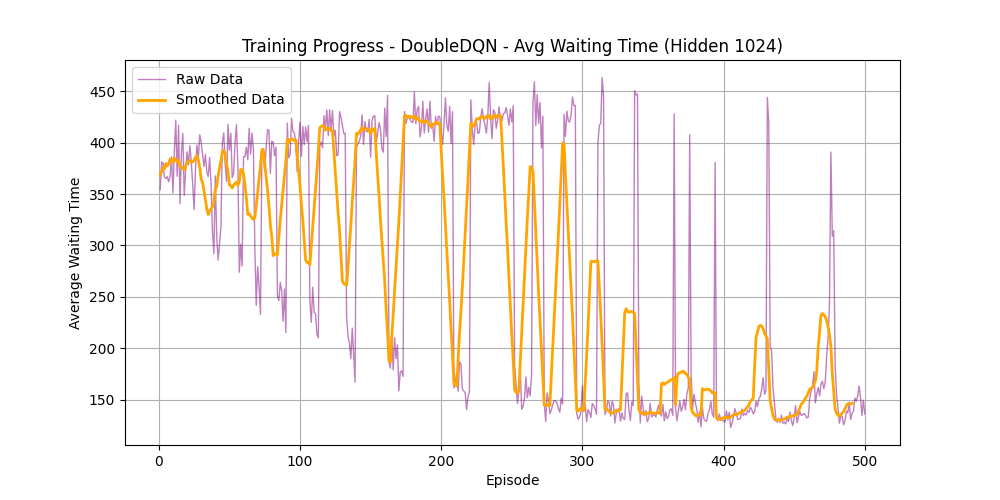 Training Progress - DoubleDQN - Avg Waiting Time (Hidden 1024)
Raw Data
Smoothed Data
Average Waiting Time
450
400
350
300
250
200
150
0 100 200 300 400 500
Episode